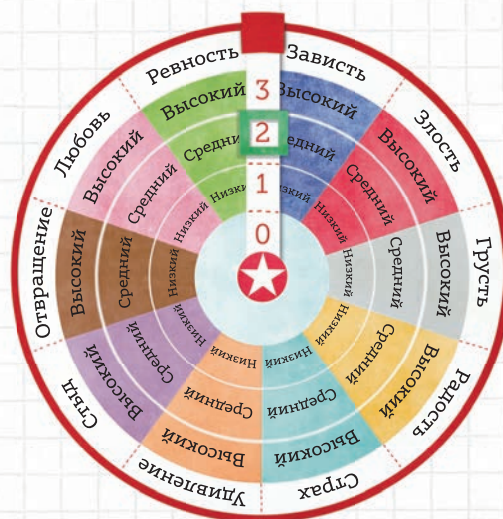 Ревность
Высокий
Средний
Низкий
Зависть
Высокий
Средний
Низкий
Злость
Высокий
Средний
Низкий
Грусть
Высокий
Средний
Низкий
Радость
Высокий
Средний
Низкий
Страх
Высокий
Средний
Низкий
Удивление
Высокий
Средний
Низкий
Стыд
Высокий
Средний
Низкий
Отвращение
Высокий
Средний
Низкий
Любовь
Высокий
Средний
Низкий
3
2
1
0